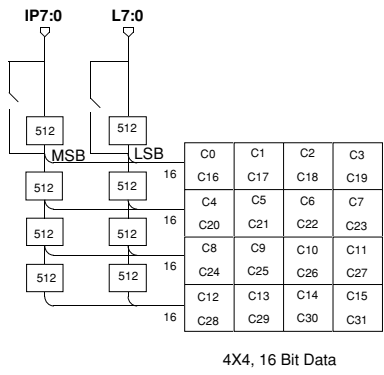 IP7:0 L7:0
512 512
MSB LSB
16 C0 C1 C2 C3
C16 C17 C18 C19
512 512
16 C4 C5 C6 C7
C20 C21 C22 C23
512 512
16 C8 C9 C10 C11
C24 C25 C26 C27
512 512
16 C12 C13 C14 C15
C28 C29 C30 C31
4X4, 16 Bit Data